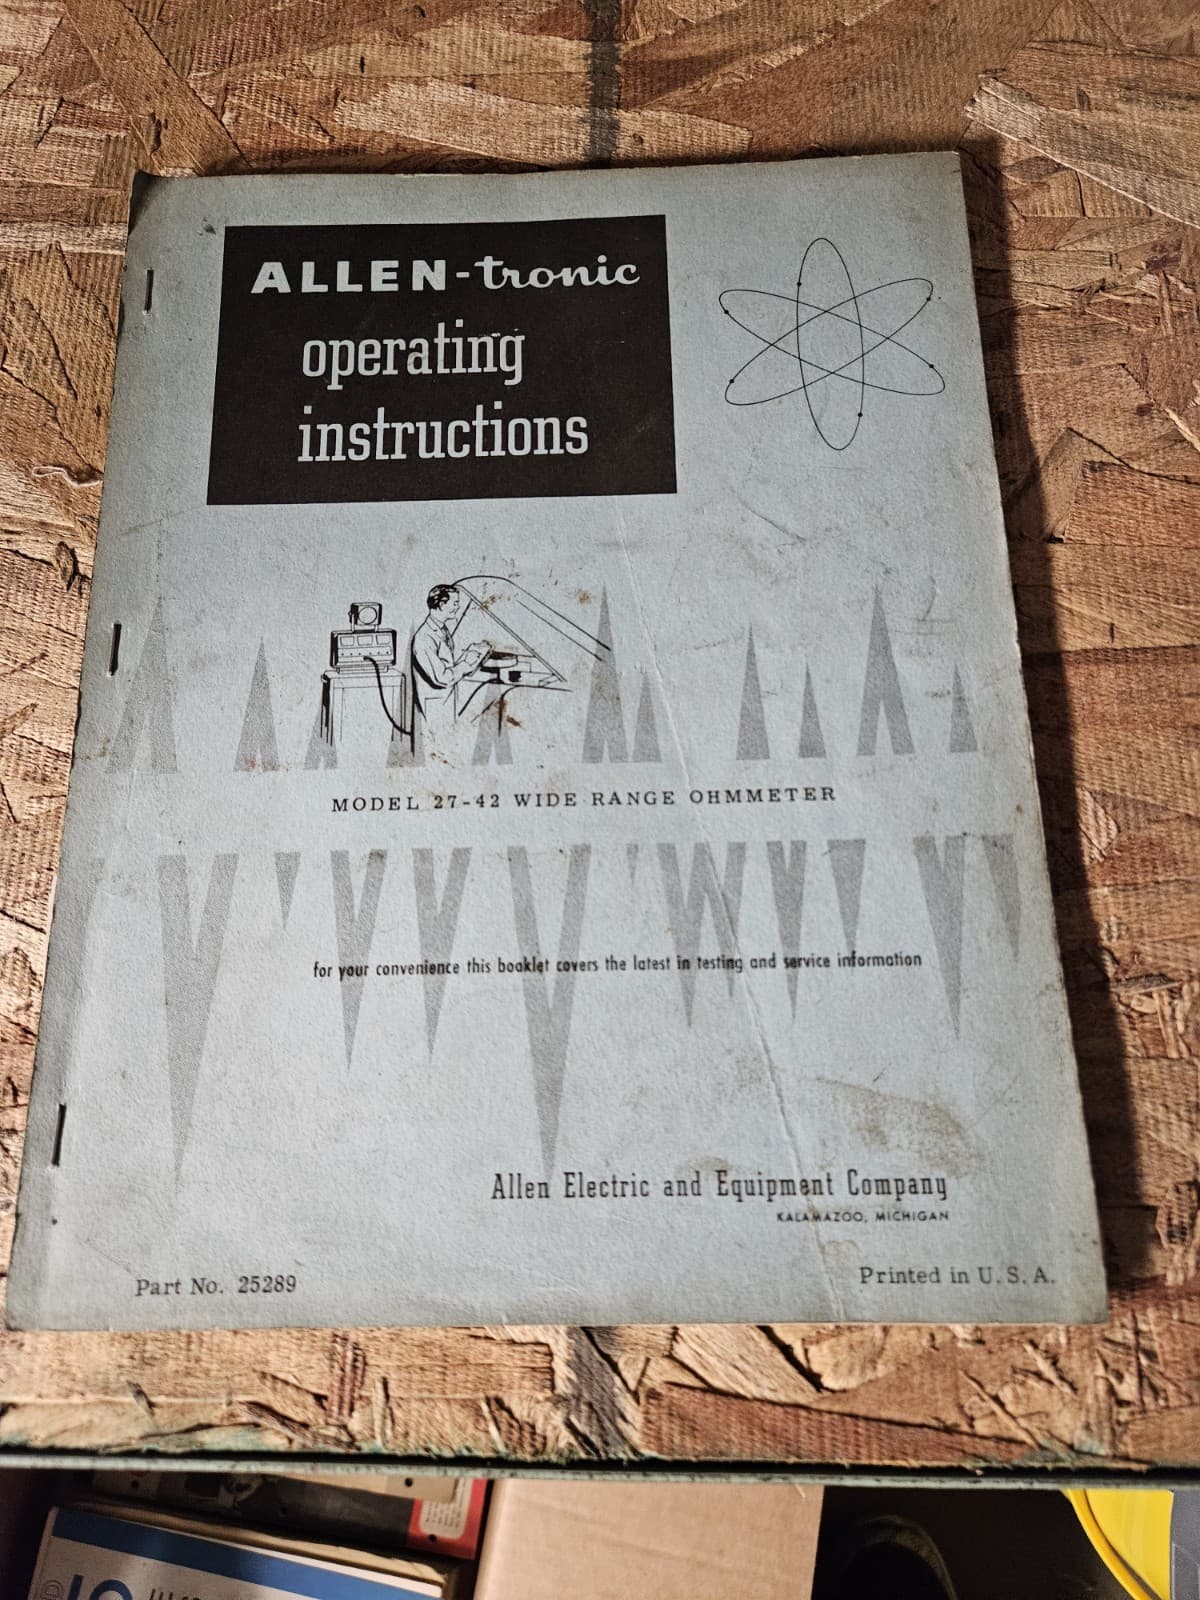 ALLEN-tronic
operating
instructions
MODEL 27-42 WIDE RANGE OHMMETER
for your convenience this booklet covers the latest in testing and service information
Allen Electric and Equipment Company
KALAMAZOO, MICHIGAN
Part No. 25289
Printed in U.S.A.